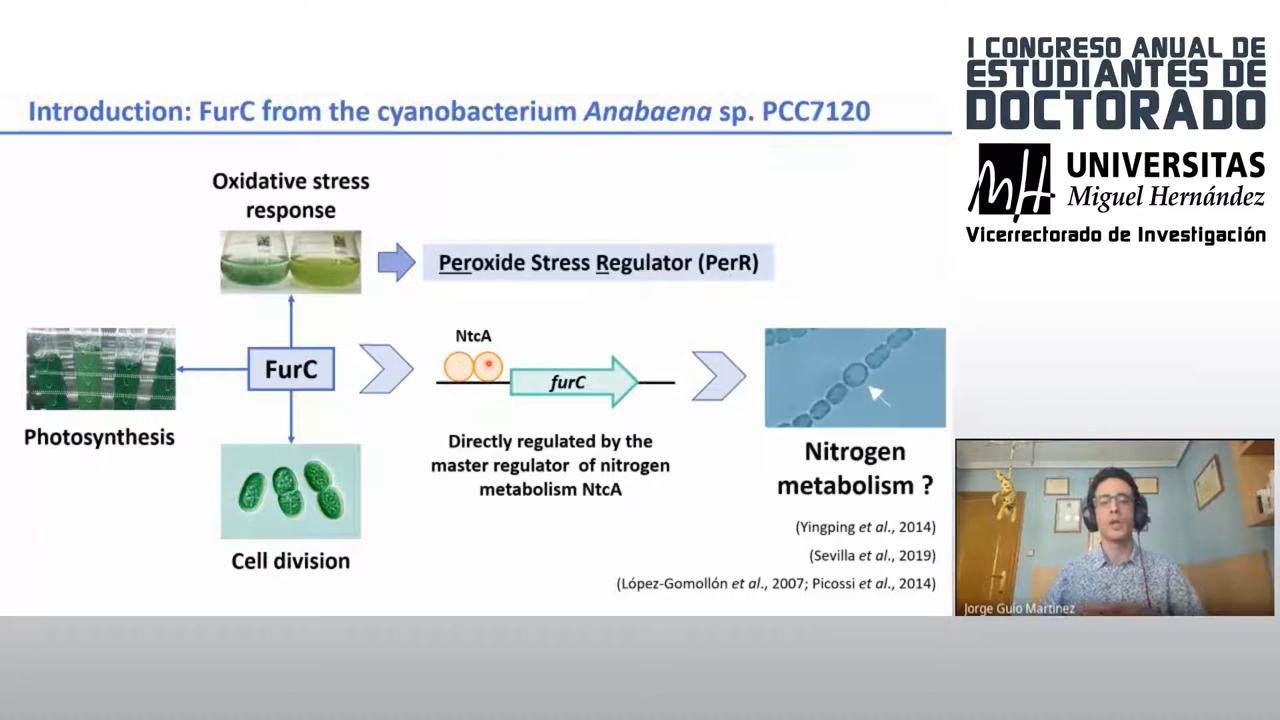 I CONGRESO ANUAL DE
ESTUDIANTES DE
DOCTORADO
UNIVERSITAS
Miguel Hernández
Vicerrectorado de Investigación
Introduction: FurC from the cyanobacterium Anabaena sp. PCC7120
Oxidative stress
response
Peroxide Stress Regulator (PerR)
NtcA
FurC
furC
Photosynthesis
Directly regulated by the
master regulator of nitrogen
metabolism NtcA
Nitrogen
metabolism ?
Cell division
(Yingping et al., 2014)
(Sevilla et al., 2019)
(López-Gomollón et al., 2007; Picossi et al., 2014)
Jorge Guio Martinez